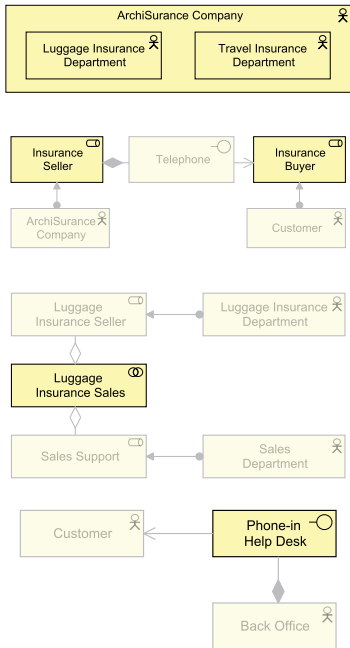 ArchiSurance Company
Luggage Insurance
Department
Travel Insurance
Department
Insurance
Seller
Telephone
Insurance
Buyer
ArchiSurance
Company
Customer
Luggage
Insurance Seller
Luggage Insurance
Department
Luggage
Insurance Sales
Sales Support
Sales
Department
Customer
Phone-in
Help Desk
Back Office